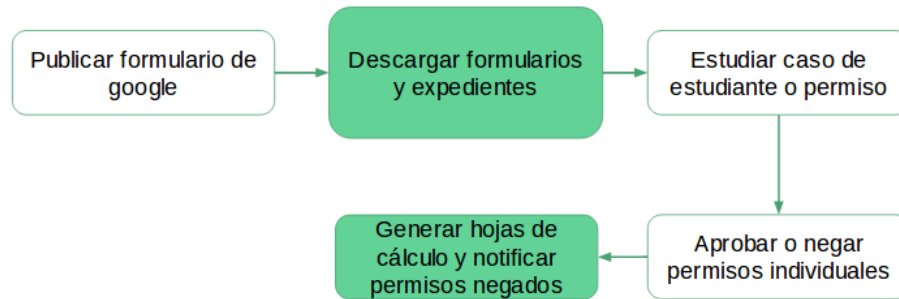 Publicar formulario de
google
Descargar formularios
y expedientes
Estudiar caso de
estudiante o permiso
Aprobar o negar
permisos individuales
Generar hojas de
cálculo y notificar
permisos negados